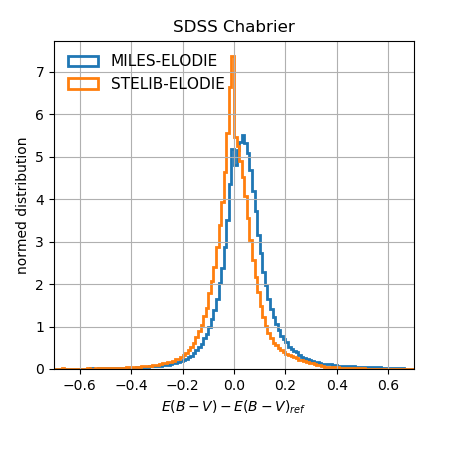 SDSS Chabrier
MILES-ELODIE
STELIB-ELODIE
normed distribution
7
6
5
4
3
2
1
0
−0.6 −0.4 −0.2 0.0 0.2 0.4 0.6
E(B − V) − E(B − V)ref